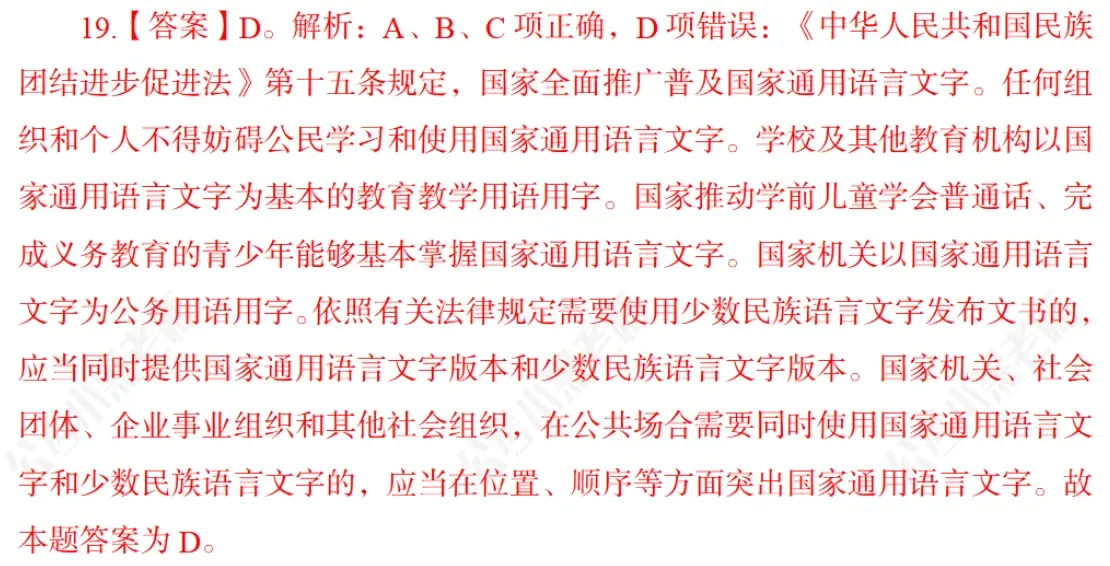 19.【答案】D。解析：A、B、C 项正确，D 项错误：《中华人民共和国民族
团结进步促进法》第十五条规定，国家全面推广普及国家通用语言文字。任何组
织和个人不得妨碍公民学习和使用国家通用语言文字。学校及其他教育机构以国
家通用语言文字为基本的教育教学用语用字。国家推动学前儿童学会普通话、完
成义务教育的青少年能够基本掌握国家通用语言文字。国家机关以国家通用语言
文字为公务用语用字。依照有关法律规定需要使用少数民族语言文字发布文书的，
应当同时提供国家通用语言文字版本和少数民族语言文字版本。国家机关、社会
团体、企业事业组织和其他社会组织，在公共场合需要同时使用国家通用语言文
字和少数民族语言文字的，应当在位置、顺序等方面突出国家通用语言文字。故
本题答案为 D。